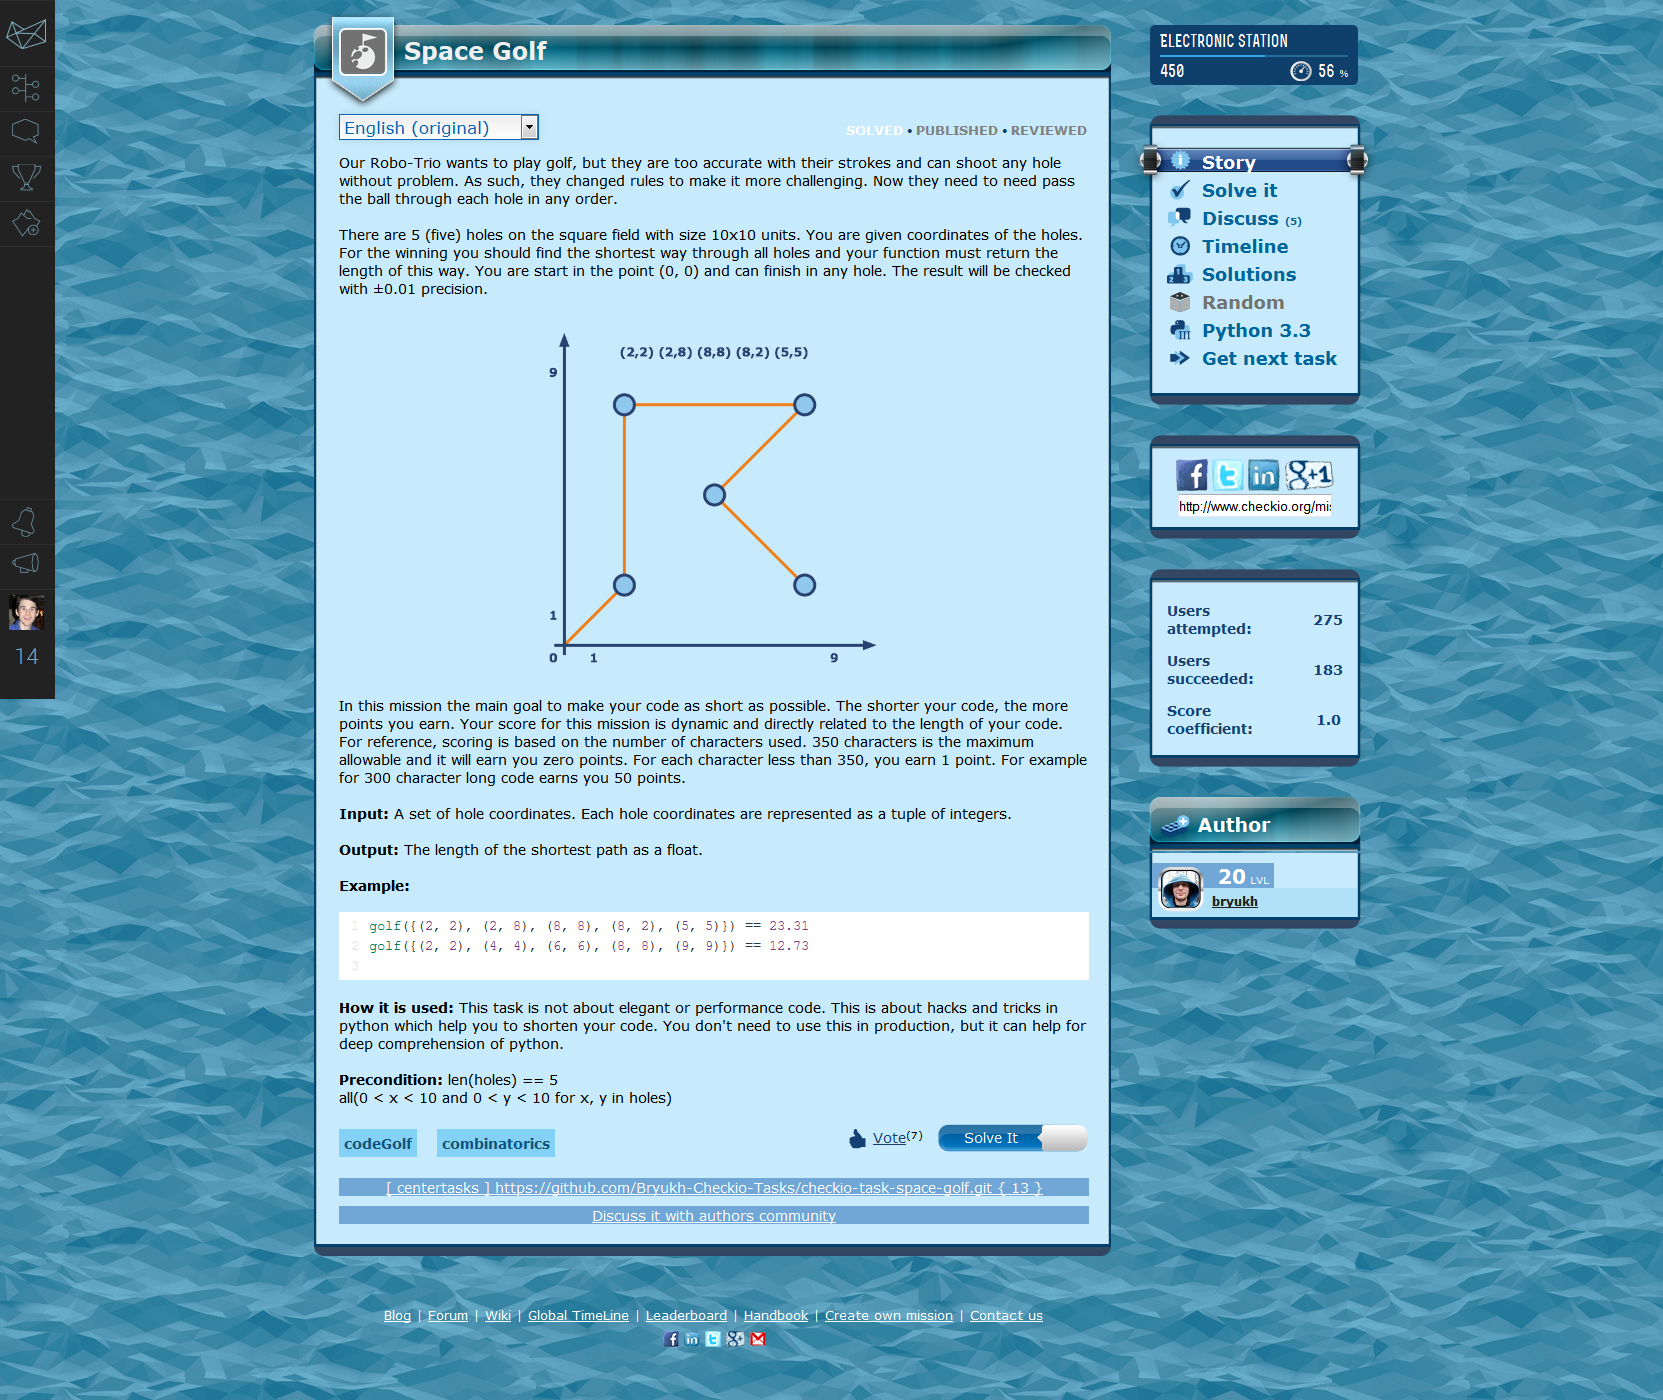 Space Golf
English (original)
SOLVED • PUBLISHED • REVIEWED
Our Robo-Trio wants to play golf, but they are too accurate with their strokes and can shoot any hole
without problem. As such, they changed rules to make it more challenging. Now they need to need pass
the ball through each hole in any order.
There are 5 (five) holes on the square field with size 10x10 units. You are given coordinates of the holes.
For the winning you should find the shortest way through all holes and your function must return the
length of this way. You are start in the point (0, 0) and can finish in any hole. The result will be checked
with ±0.01 precision.
(2,2) (2,8) (8,8) (8,2) (5,5)
9
1
0
1
9
In this mission the main goal to make your code as short as possible. The shorter your code, the more
points you earn. Your score for this mission is dynamic and directly related to the length of your code.
For reference, scoring is based on the number of characters used. 350 characters is the maximum
allowable and it will earn you zero points. For each character less than 350, you earn 1 point. For example
for 300 character long code earns you 50 points.
Input: A set of hole coordinates. Each hole coordinates are represented as a tuple of integers.
Output: The length of the shortest path as a float.
Example:
1 golf({(2, 2), (2, 8), (8, 8), (8, 2), (5, 5)}) == 23.31
2 golf({(2, 2), (4, 4), (6, 6), (8, 8), (9, 9)}) == 12.73
3
How it is used: This task is not about elegant or performance code. This is about hacks and tricks in
python which help you to shorten your code. You don't need to use this in production, but it can help for
deep comprehension of python.
Precondition: len(holes) == 5
all(0 < x < 10 and 0 < y < 10 for x, y in holes)
codeGolf combinatorics
Vote(7)
Solve It
[ centertasks ] https://github.com/Bryukh-Checkio-Tasks/checkio-task-space-golf.git { 13 }
Discuss it with authors community
ELECTRONIC STATION
450 56 %
Story
Solve it
Discuss (5)
Timeline
Solutions
Random
Python 3.3
Get next task
http://www.checkio.org/mis
Users
attempted: 275
Users
succeeded: 183
Score
coefficient: 1.0
Author
20 LVL
bryukh
14
Blog | Forum | Wiki | Global TimeLine | Leaderboard | Handbook | Create own mission | Contact us